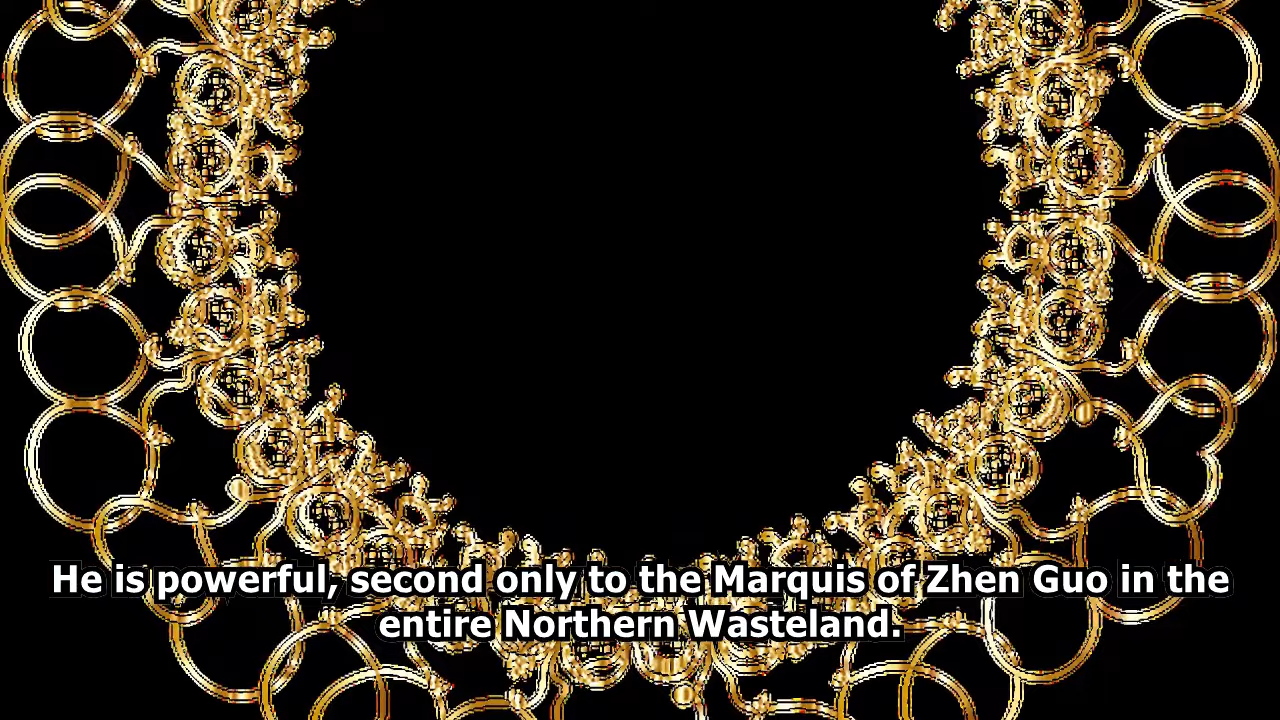 He is powerful, second only to the Marquis of Zhen Guo in the
entire Northern Wasteland.